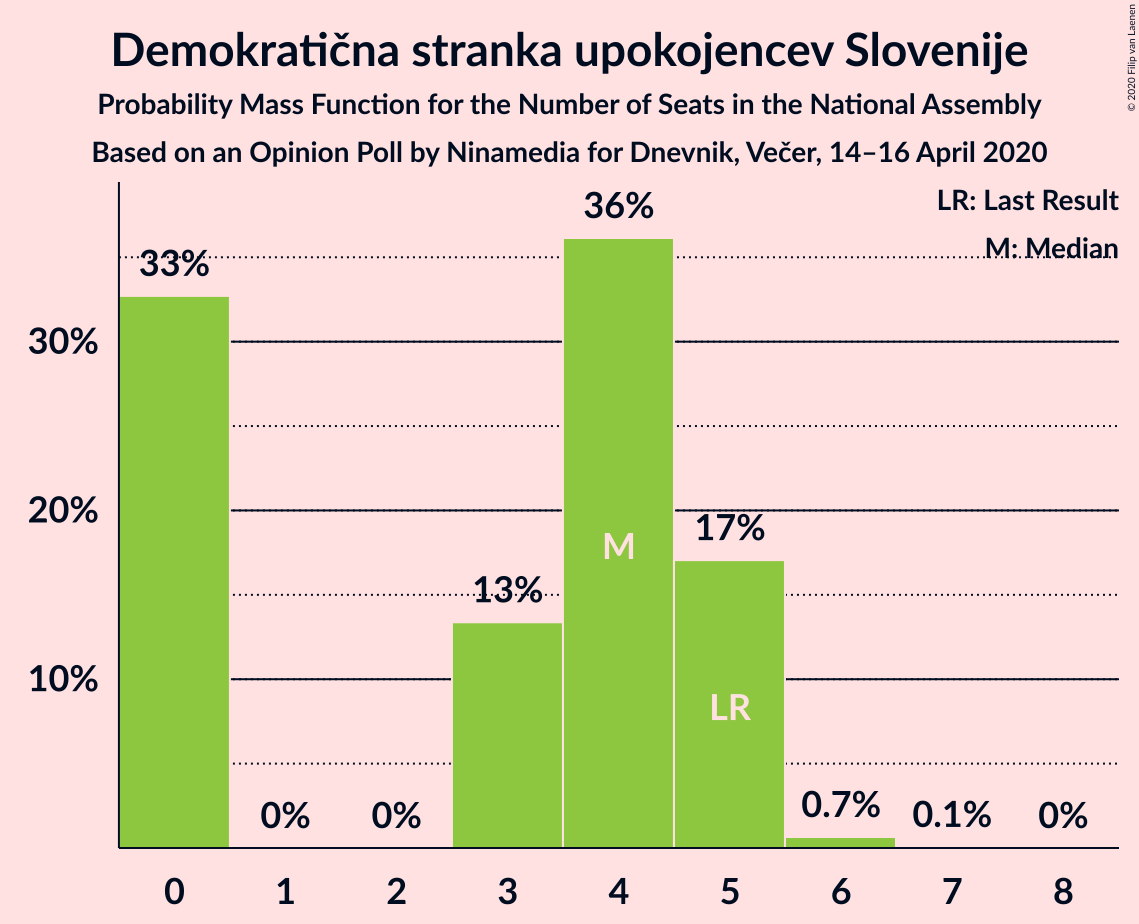 Demokratična stranka upokojencev Slovenije
Probability Mass Function for the Number of Seats in the National Assembly
Based on an Opinion Poll by Ninamedia for Dnevnik, Večer, 14–16 April 2020
© 2020 Filip van Laenen
LR: Last Result
M: Median
36%
33%
30%
20%
17%
M
13%
10%
LR
0%
0%
0.7%
0.1%
0%
0 1 2 3 4 5 6 7 8